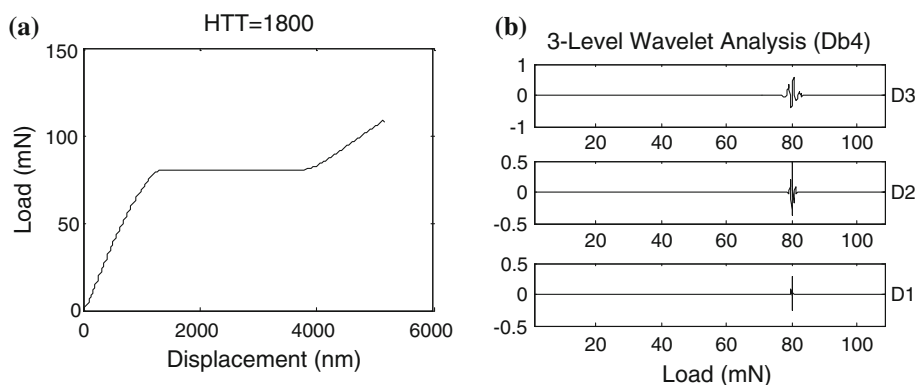 (a)
HTT=1800
150
100
50
0
Load (mN)
0 2000 4000 6000
Displacement (nm)
(b)
3-Level Wavelet Analysis (Db4)
1
0
-1
D3
20 40 60 80 100
0.5
0
-0.5
D2
20 40 60 80 100
0.5
0
-0.5
D1
20 40 60 80 100
Load (mN)